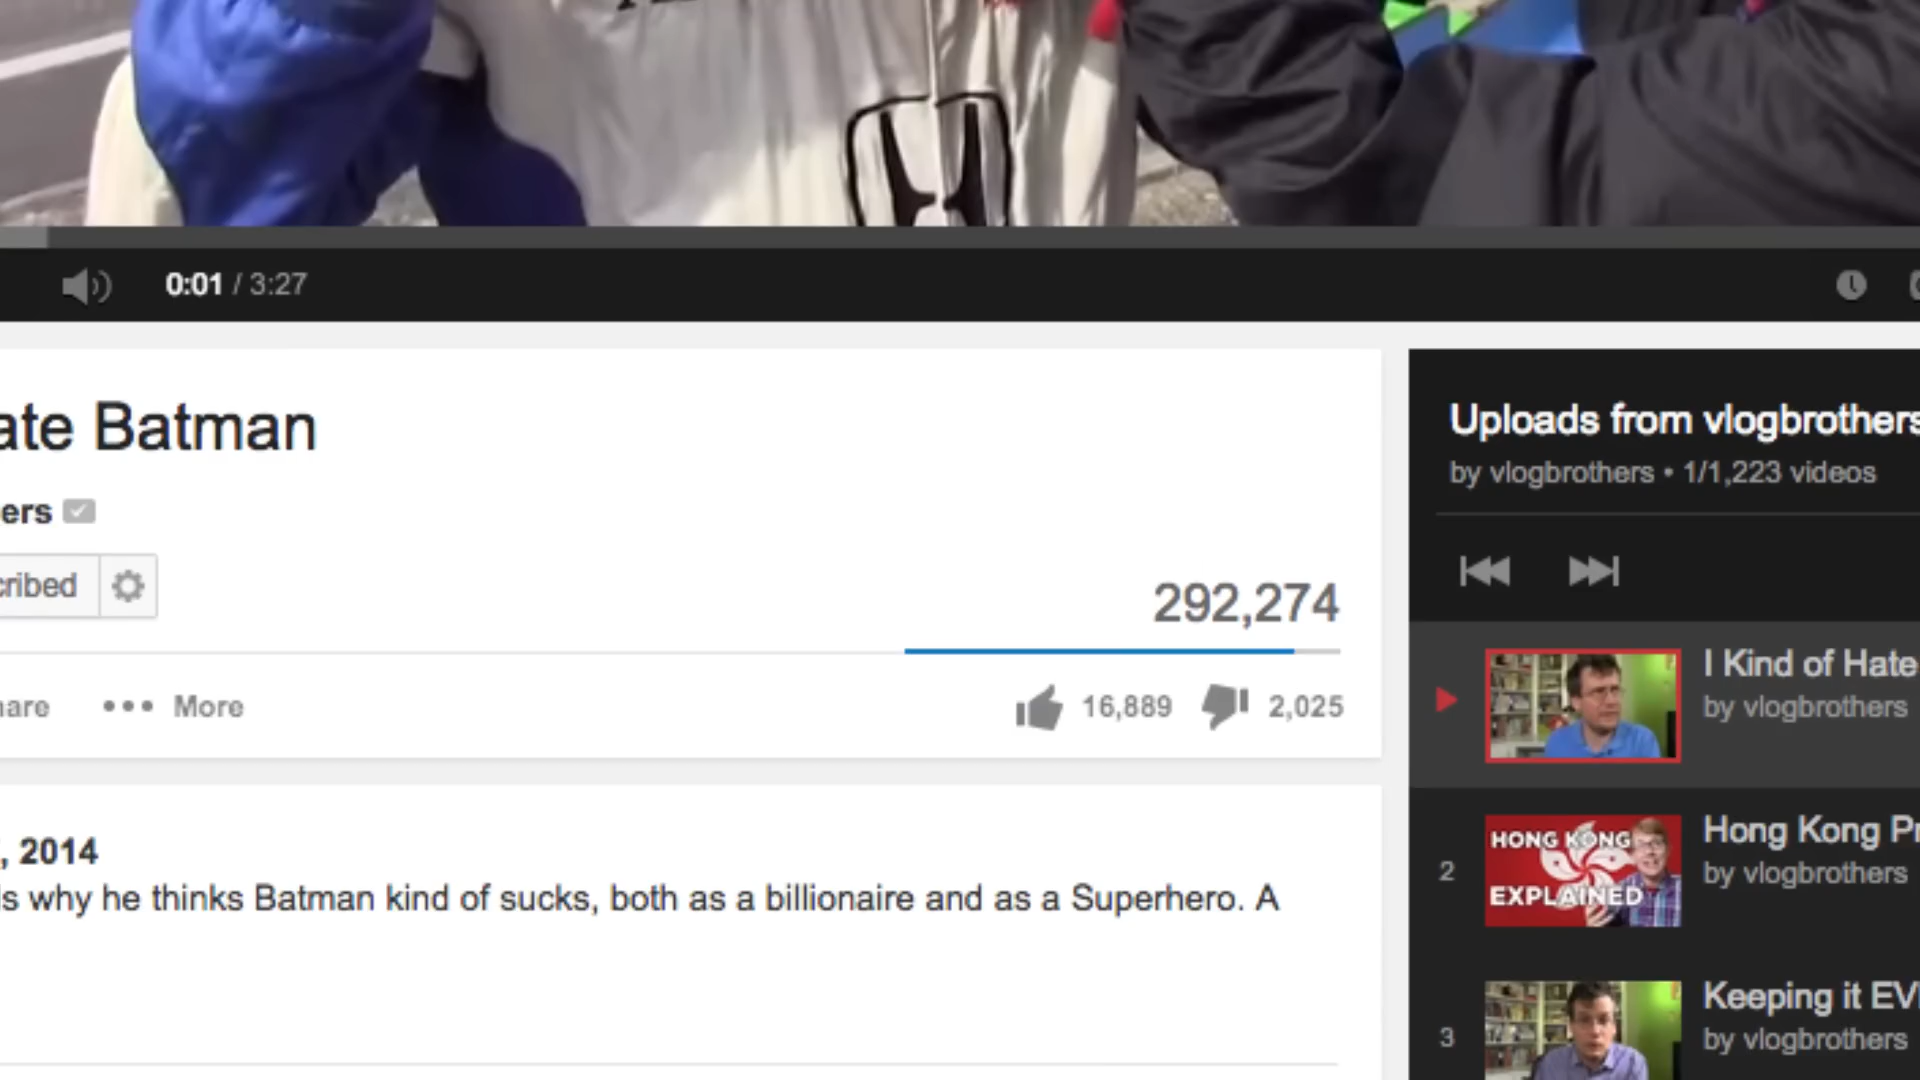 0:01 / 3:27
ate Batman
ers
cribed
292,274
hare ••• More
16,889 2,025
, 2014
ls why he thinks Batman kind of sucks, both as a billionaire and as a Superhero. A
Uploads from vlogbrothers
by vlogbrothers • 1/1,223 videos
I Kind of Hate
by vlogbrothers
2
HONG KONG
EXPLAINED
Hong Kong Pr
by vlogbrothers
3
Keeping it EV
by vlogbrothers